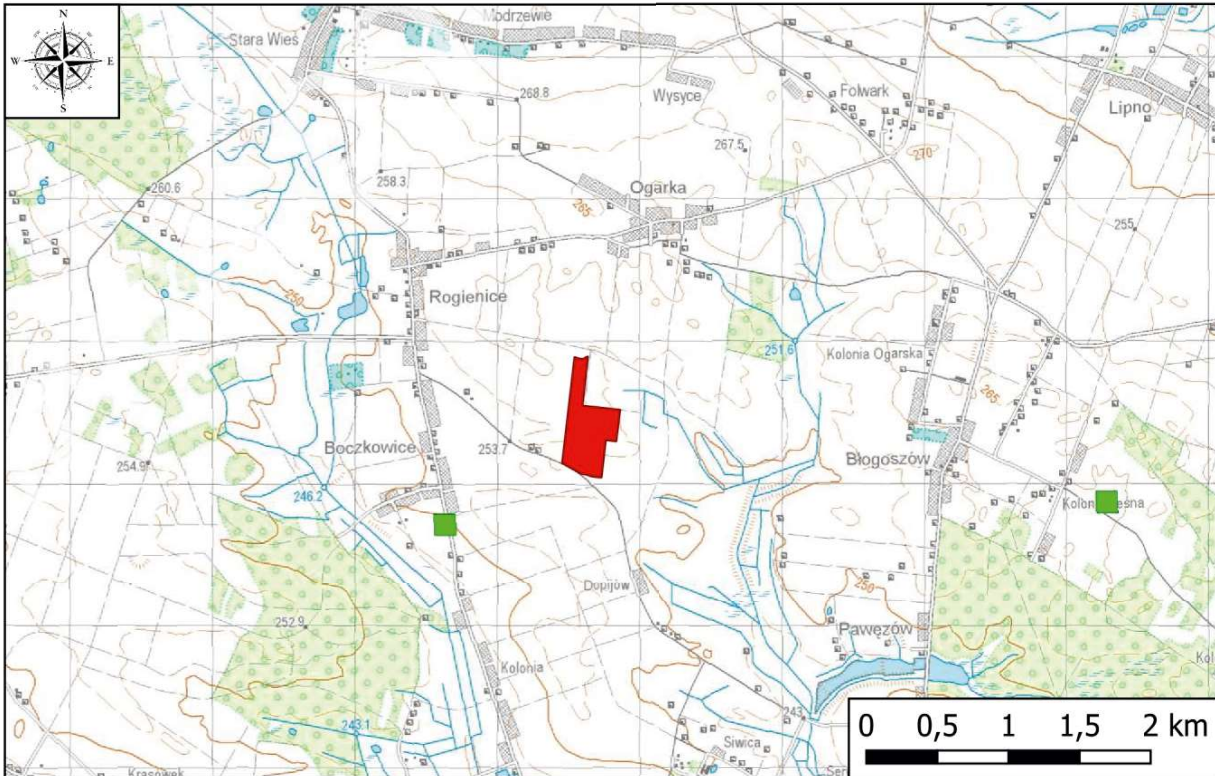 N
W E
S
Modrzewie
Stara Wieś
268.8
Wysyce
Folwark
Lipno
267.5
270
260.6
258.3
Ogarka
265
255
250
Rogienice
251.6
Kolonia Ogarska
265
254.9
Boczkowice
253.7
Błogoszów
246.2
252.9
Dopijów
250
Pawęzów
Kolonia
243.1
243
Siwica
0 0,5 1 1,5 2 km